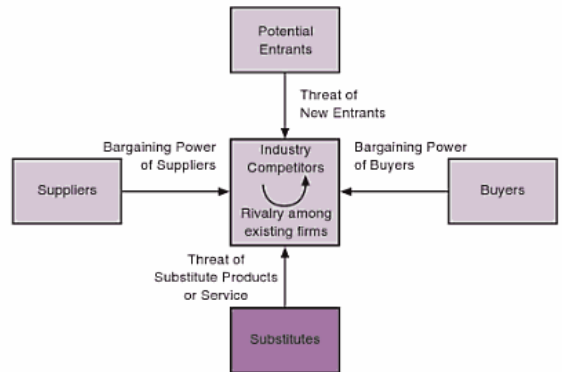 Potential
Entrants
Threat of
New Entrants
Bargaining Power
of Suppliers
Industry
Competitors
Bargaining Power
of Buyers
Suppliers
Buyers
Rivalry among
existing firms
Threat of
Substitute Products
or Service
Substitutes